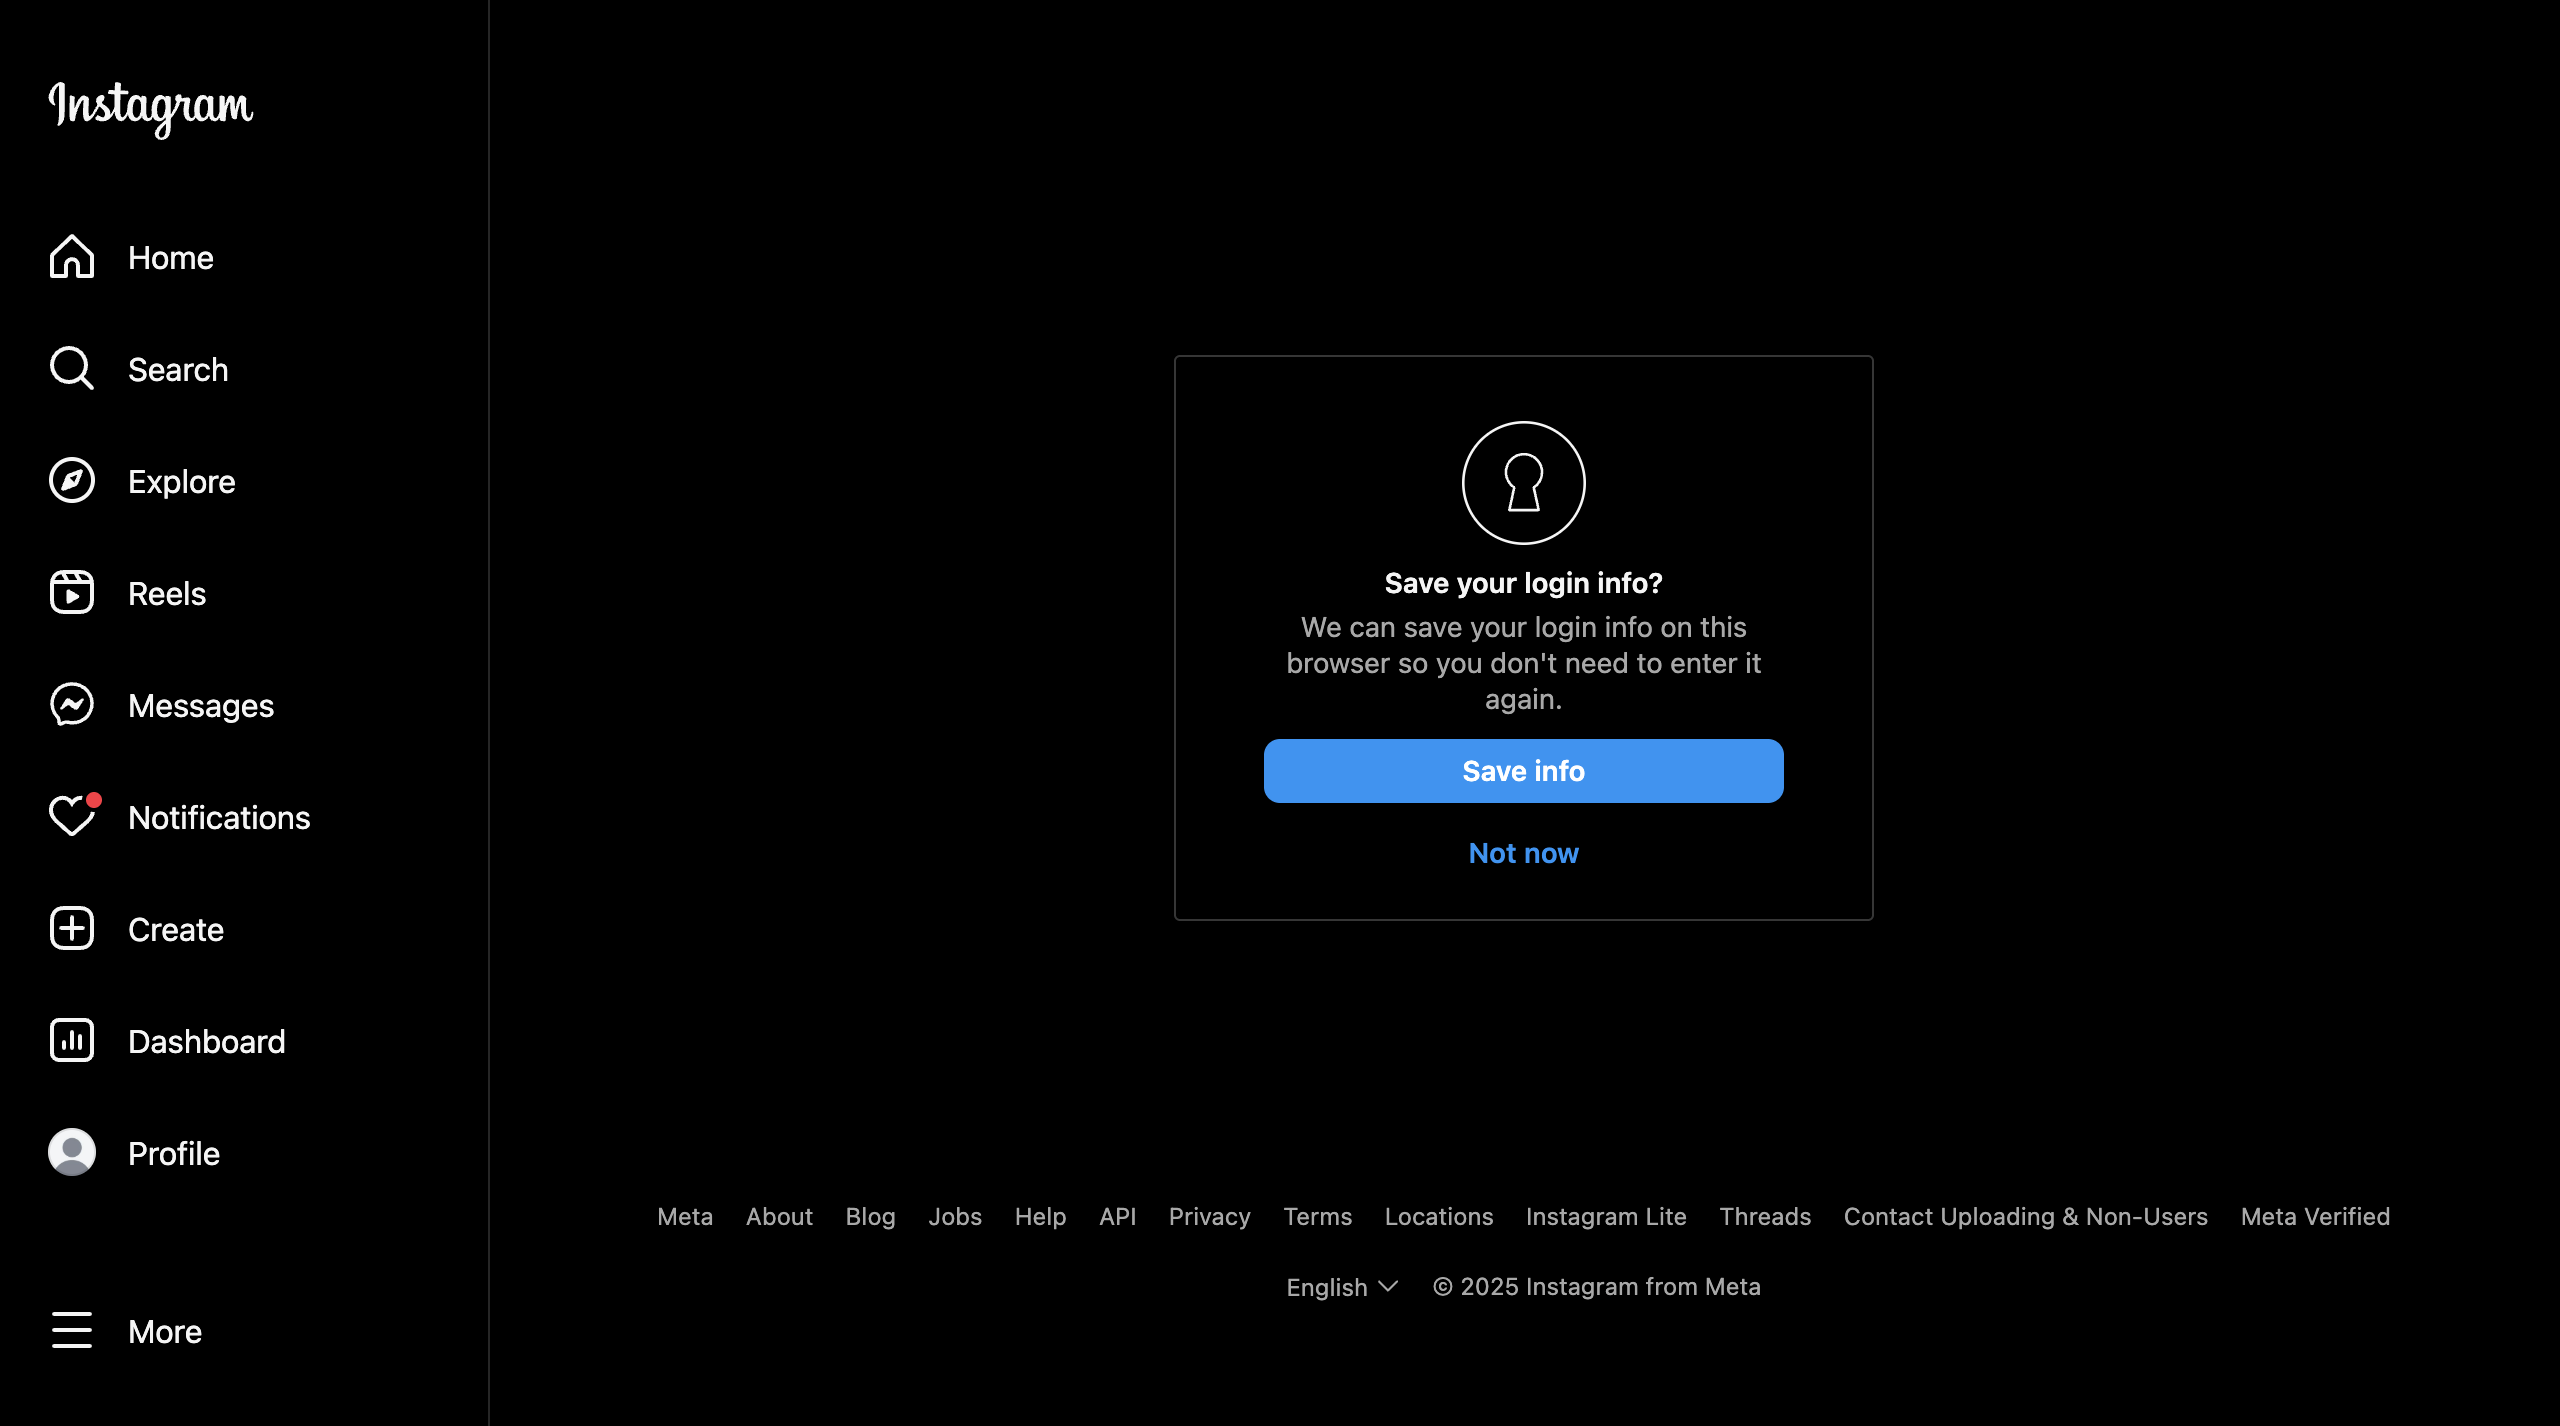 Instagram
Home
Search
Explore
Reels
Messages
Notifications
Create
Dashboard
Profile
More
Save your login info?
We can save your login info on this
browser so you don't need to enter it
again.
Save info
Not now
Meta About Blog Jobs Help API Privacy Terms Locations Instagram Lite Threads Contact Uploading & Non-Users Meta Verified
English © 2025 Instagram from Meta